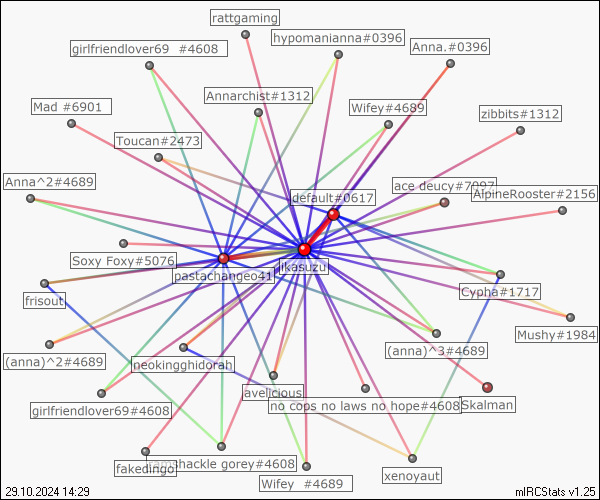 rattgaming
hypomanianna#0396
girlfriendlover69 #4608
Anna.#0396
Annarchist#1312
Mad #6901
Wifey#4689
zibbits#1312
Toucan#2473
Anna^2#4689
ace deucy#7097
AlpineRooster#2156
default#0617
Soxy Foxy#5076
jikasuzui
pastachangeo41
Cypha#1717
frisout
Mushy#1984
(anna)^2#4689
(anna)^3#4689
neokingghidorah
avelicious
no cops no laws no hope#4608
Skalman
girlfriendlover69#4608
fakedingo
ramshackle gorey#4608
xenoyaut
Wifey #4689
29.10.2024 14:29
mIRCStats v1.25